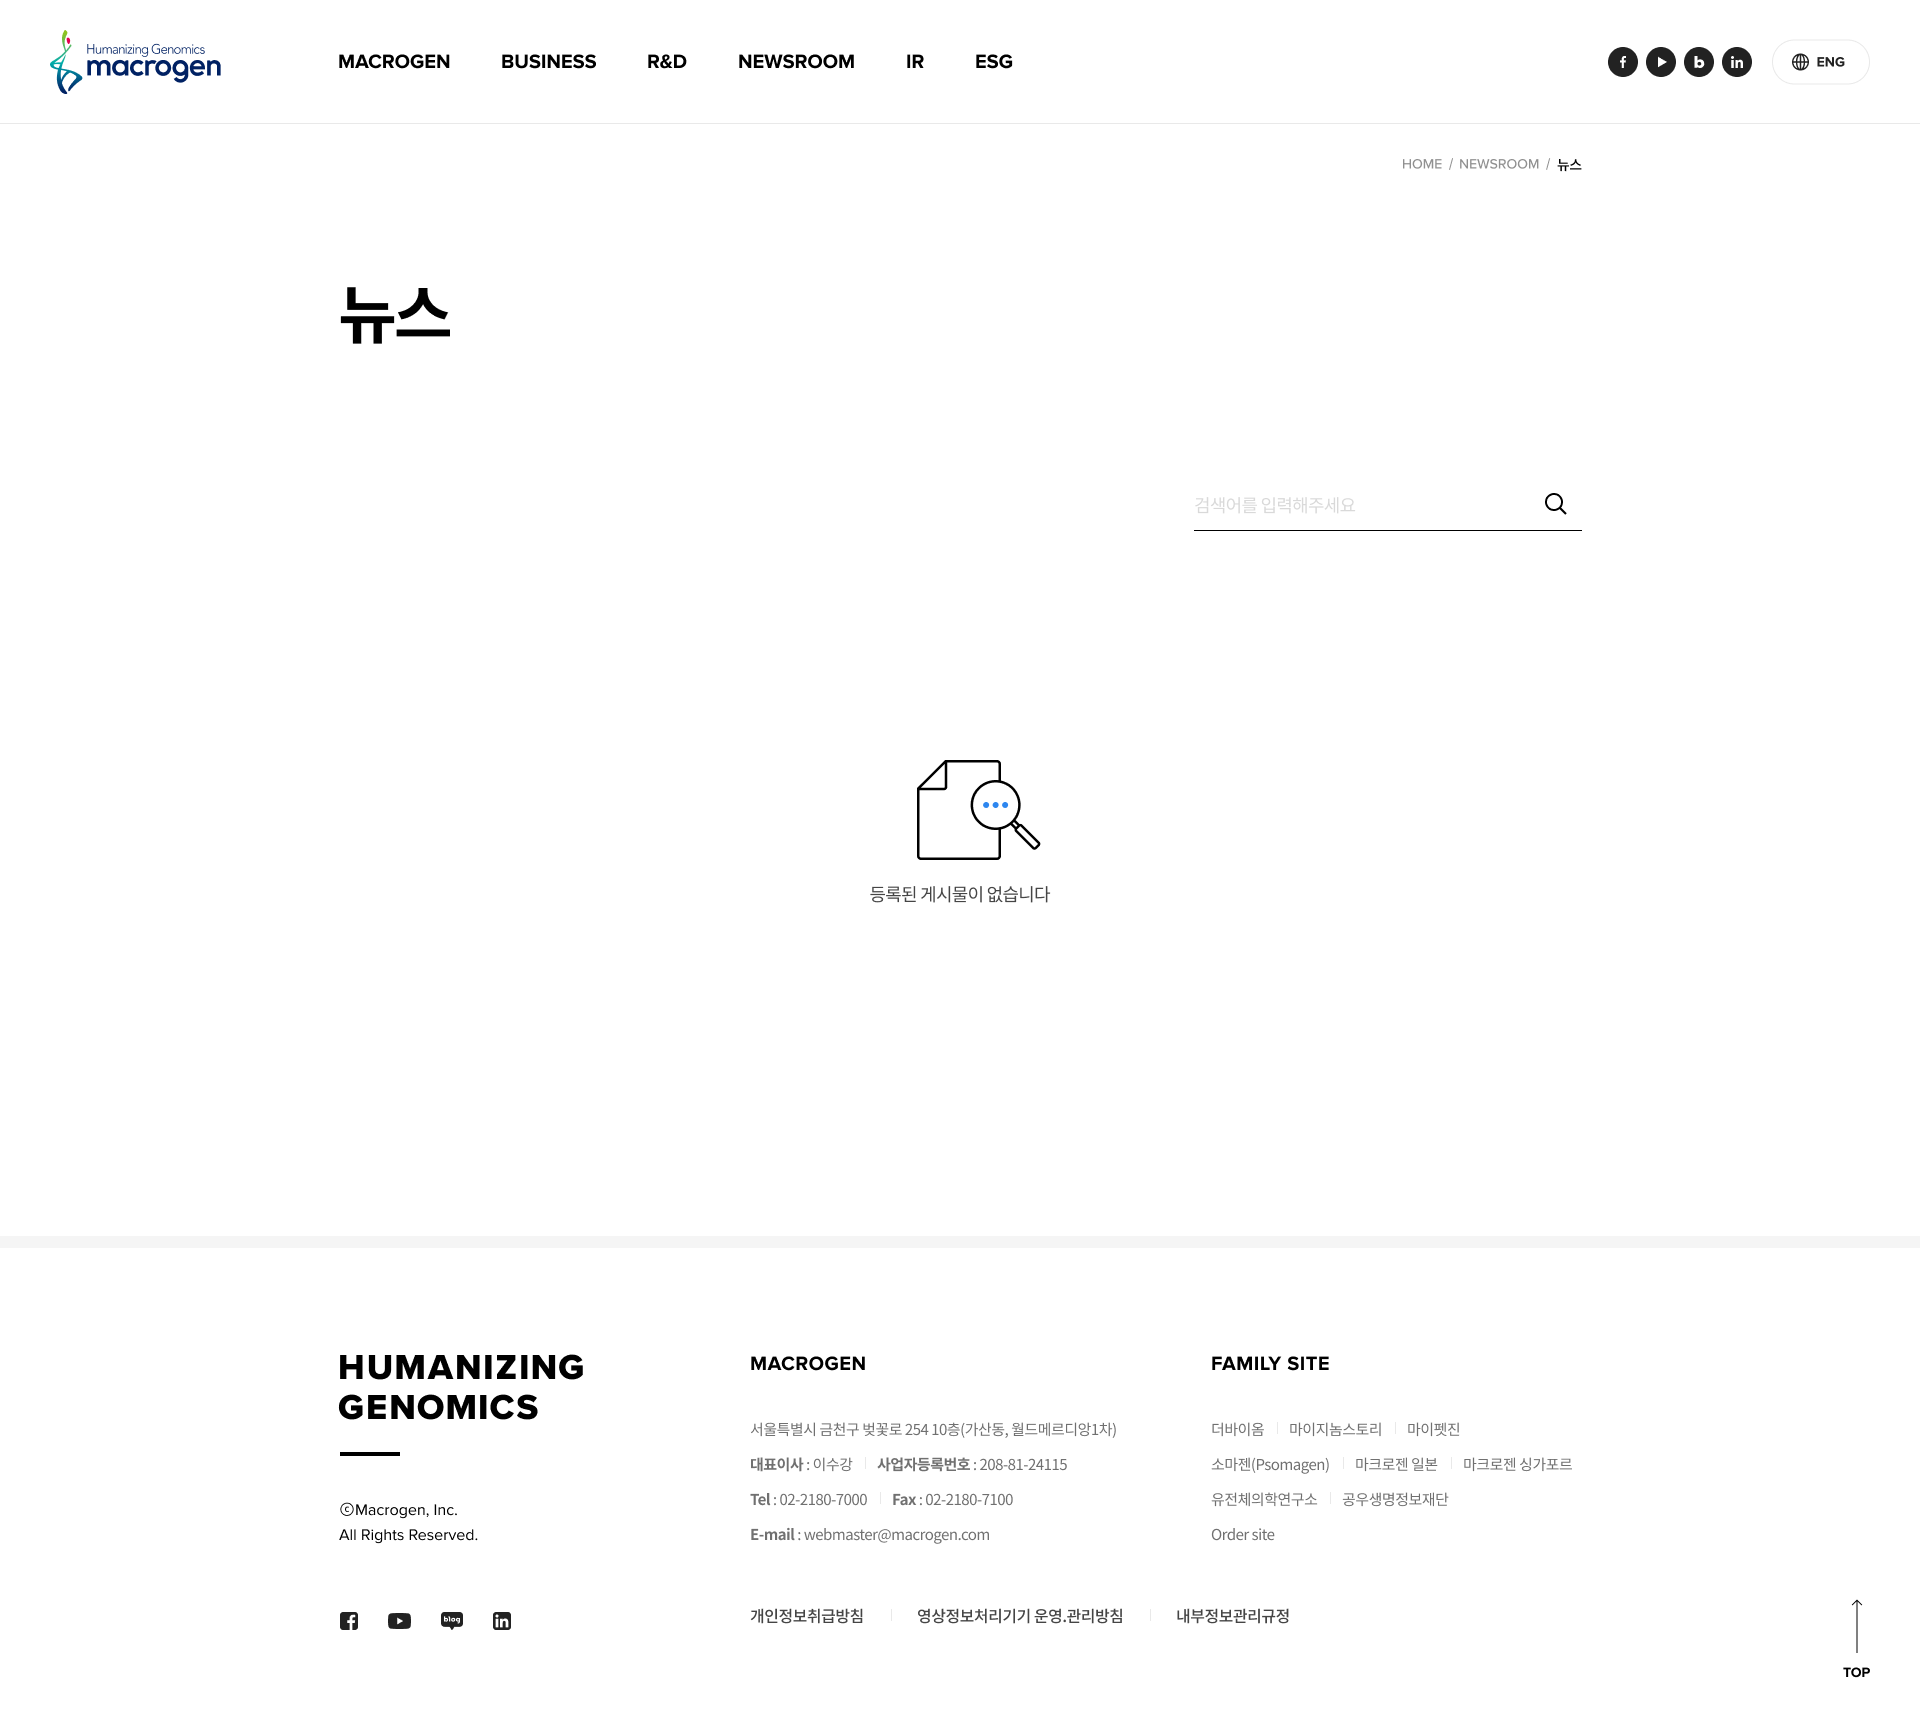 Humanizing Genomics
macrogen
MACROGEN BUSINESS R&D NEWSROOM IR ESG
ENG
HOME / NEWSROOM / 뉴스
뉴스
검색어를 입력해주세요
등록된 게시물이 없습니다
HUMANIZING
GENOMICS
ⓒMacrogen, Inc.
All Rights Reserved.
blog
MACROGEN
서울특별시 금천구 벚꽃로 254 10층(가산동, 월드메르디앙1차)
대표이사 : 이수강 사업자등록번호 : 208-81-24115
Tel : 02-2180-7000 Fax : 02-2180-7100
E-mail : webmaster@macrogen.com
FAMILY SITE
더바이옴 마이지놈스토리 마이펫진
소마젠(Psomagen) 마크로젠 일본 마크로젠 싱가포르
유전체의학연구소 공우생명정보재단
Order site
개인정보취급방침 영상정보처리기기 운영.관리방침 내부정보관리규정
TOP